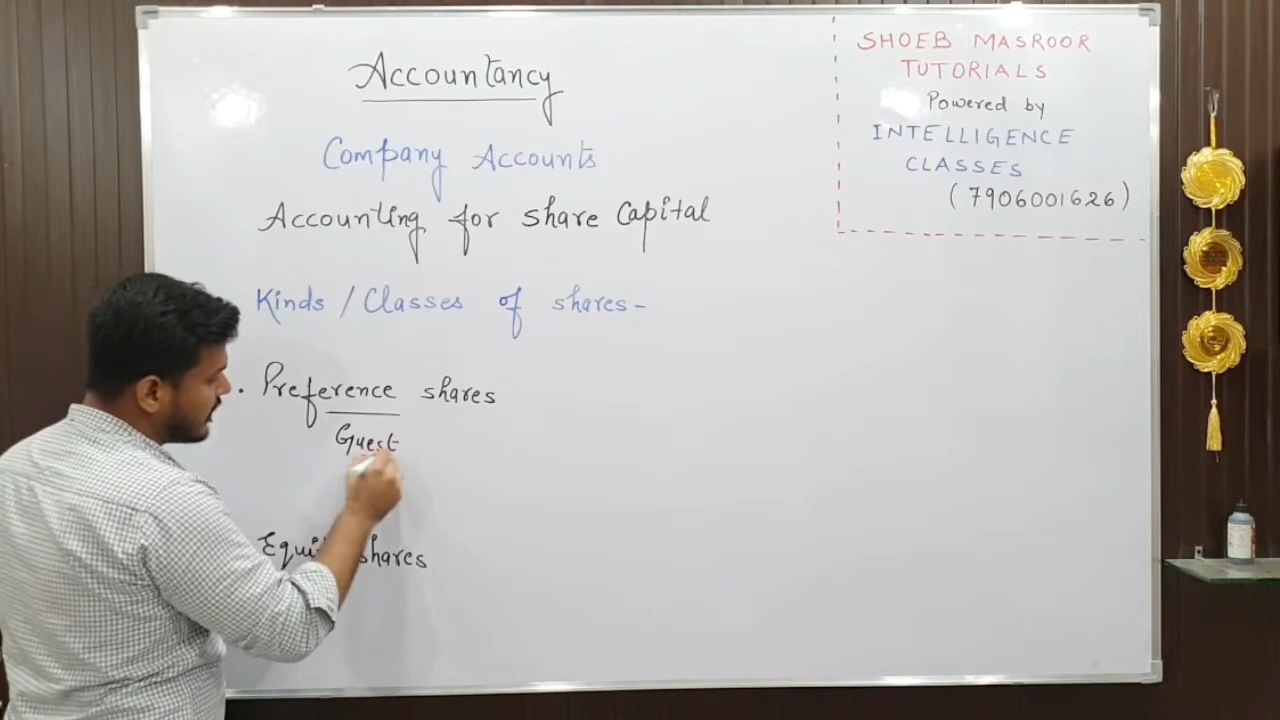 Accountancy
Company Accounts
Accounting for share Capital
Kinds / Classes of shares -
. Preference shares
Guest
shares
SHOEB MASROOR
TUTORIALS
Powered by
INTELLIGENCE
CLASSES
(7906001626)